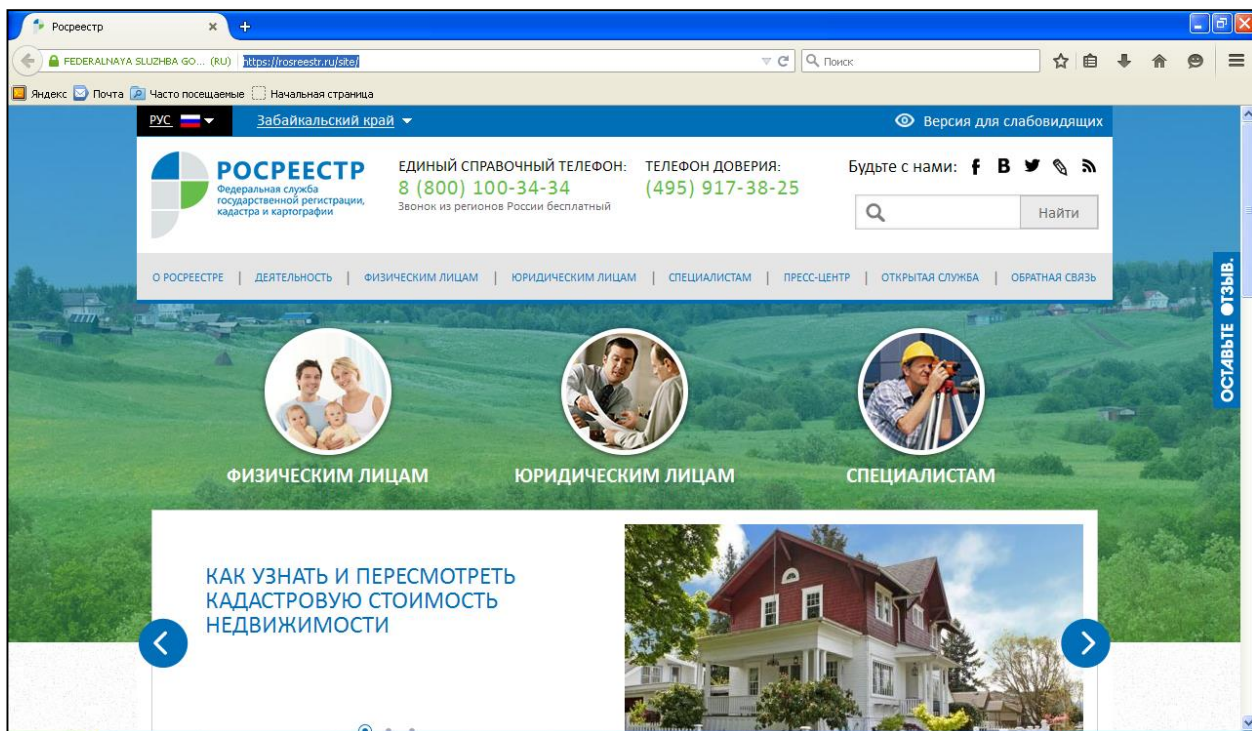 Росреестр
FEDERALNAYA SLUZHBA GO... (RU) https://rosreestr.ru/site/ Поиск
Яндекс Почта Часто посещаемые Начальная страница
РУС Забайкальский край Версия для слабовидящих
РОСРЕЕСТР
Федеральная служба
государственной регистрации,
кадастра и картографии
ЕДИНЫЙ СПРАВОЧНЫЙ ТЕЛЕФОН:
8 (800) 100-34-34
Звонок из регионов России бесплатный
ТЕЛЕФОН ДОВЕРИЯ:
(495) 917-38-25
Будьте с нами: f В
Найти
О РОСРЕЕСТРЕ | ДЕЯТЕЛЬНОСТЬ | ФИЗИЧЕСКИМ ЛИЦАМ | ЮРИДИЧЕСКИМ ЛИЦАМ | СПЕЦИАЛИСТАМ | ПРЕСС-ЦЕНТР | ОТКРЫТАЯ СЛУЖБА | ОБРАТНАЯ СВЯЗЬ
ОСТАВЬТЕ ОТЗЫВ.
ФИЗИЧЕСКИМ ЛИЦАМ ЮРИДИЧЕСКИМ ЛИЦАМ СПЕЦИАЛИСТАМ
КАК УЗНАТЬ И ПЕРЕСМОТРЕТЬ
КАДАСТРОВУЮ СТОИМОСТЬ
НЕДВИЖИМОСТИ